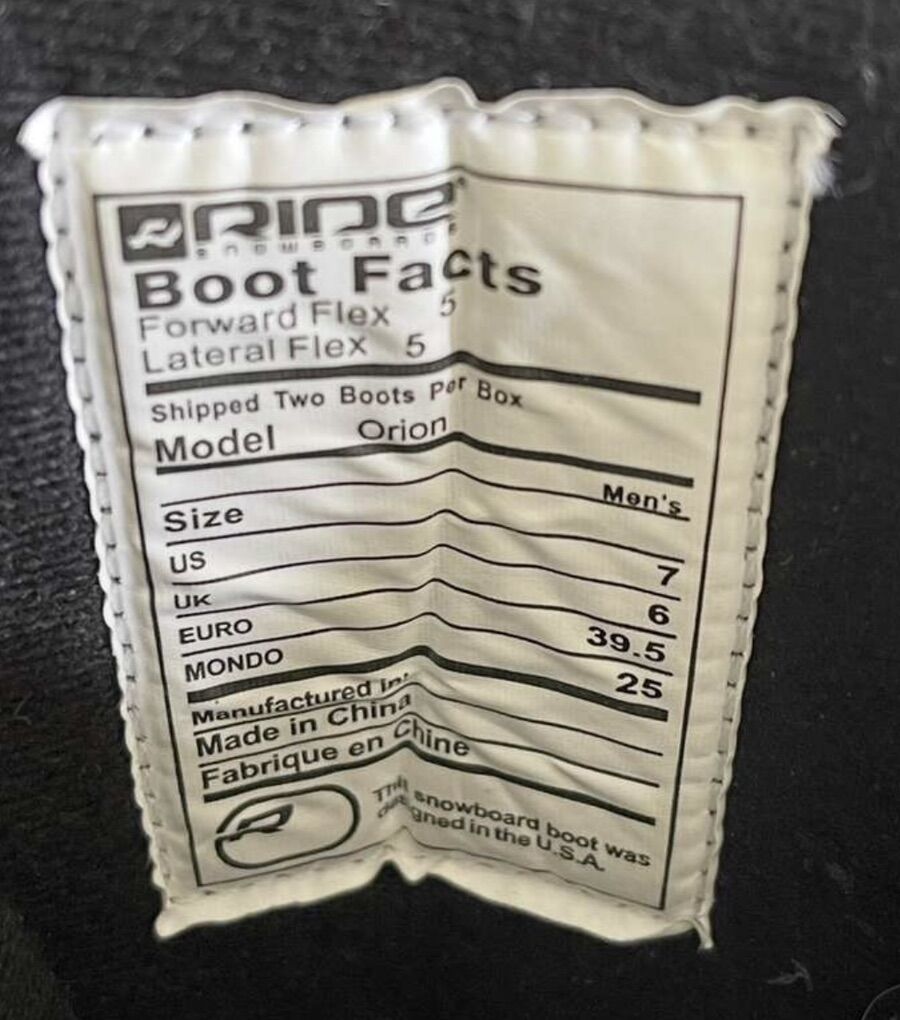 RIDE
SNOWBOARDS
Boot Facts
Forward Flex 5
Lateral Flex 5
Shipped Two Boots Per Box
Model Orion
Men's
Size
US 7
UK 6
EURO 39.5
MONDO 25
Manufactured in:
Made in China
Fabrique en Chine
This snowboard boot was
designed in the U.S.A.